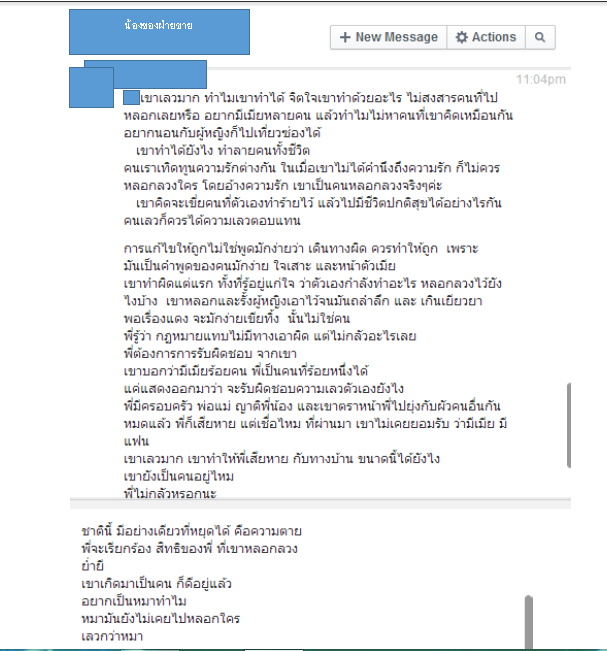 น้องของฝ่ายชาย
+ New Message
Actions
11:04pm
เขาเลวมาก ทำไมเขาทำได้ จิตใจเขาทำด้วยอะไร ไม่สงสารคนที่ไป
หลอกเลยหรือ อยากมีเมียหลายคน แล้วทำไมไม่หาคนที่เขาคิดเหมือนกัน
อยากนอนกับผู้หญิงก็ไปเที่ยวซ่องได้
เขาทำได้ยังไง ทำลายคนทั้งชีวิต
คนเราเทิดทูนความรักต่างกัน ในเมื่อเขาไม่ได้คำนึงถึงความรัก ก็ไม่ควร
หลอกลวงใคร โดยอ้างความรัก เขาเป็นคนหลอกลวงจริงๆค่ะ
เขาคิดจะเขี่ยคนที่ตัวเองทำร้ายไว้ แล้วไปมีชีวิตปกติสุขได้อย่างไรกัน
คนเลวก็ควรได้ความเลวตอบแทน
การแก้ไขให้ถูกไม่ใช่พูดมักง่ายว่า เดินทางผิด ควรทำให้ถูก เพราะ
มันเป็นคำพูดของคนมักง่าย ใจเสาะ และหน้าตัวเมีย
เขาทำผิดแต่แรก ทั้งที่รู้อยู่แก่ใจ ว่าตัวเองกำลังทำอะไร หลอกลวงไว้ยัง
ไงบ้าง เขาหลอกและรั้งผู้หญิงเอาไว้จนมันถลำลึก และ เกินเยียวยา
พอเรื่องแดง จะมักง่ายเขี่ยทิ้ง นั้นไม่ใช่คน
พี่รู้ว่า กฎหมายแทบไม่มีทางเอาผิด แต่ไม่กลัวอะไรเลย
พี่ต้องการการรับผิดชอบ จากเขา
เขาบอกว่ามีเมียร้อยคน พี่เป็นคนที่ร้อยหนึ่งได้
แค่แสดงออกมาว่า จะรับผิดชอบความเลวตัวเองยังไง
พี่มีครอบครัว พ่อแม่ ญาติพี่น้อง และเขาตราหน้าพี่ไปยุ่งกับผัวคนอื่นกัน
หมดแล้ว พี่ก็เสียหาย แต่เชื่อไหม ที่ผ่านมา เขาไม่เคยยอมรับ ว่ามีเมีย มี
แฟน
เขาเลวมาก เขาทำให้พี่เสียหาย กับทางบ้าน ขนาดนี้ได้ยังไง
เขายังเป็นคนอยู่ไหม
พี่ไม่กลัวหรอกนะ
ชาตินี้ มีอย่างเดียวที่หยุดได้ คือความตาย
พี่จะเรียกร้อง สิทธิของพี่ ที่เขาหลอกลวง
ย่ำยี
เขาเกิดมาเป็นคน ก็ดีอยู่แล้ว
อยากเป็นหมาทำไม
หมามันยังไม่เคยไปหลอกใคร
เลวกว่าหมา